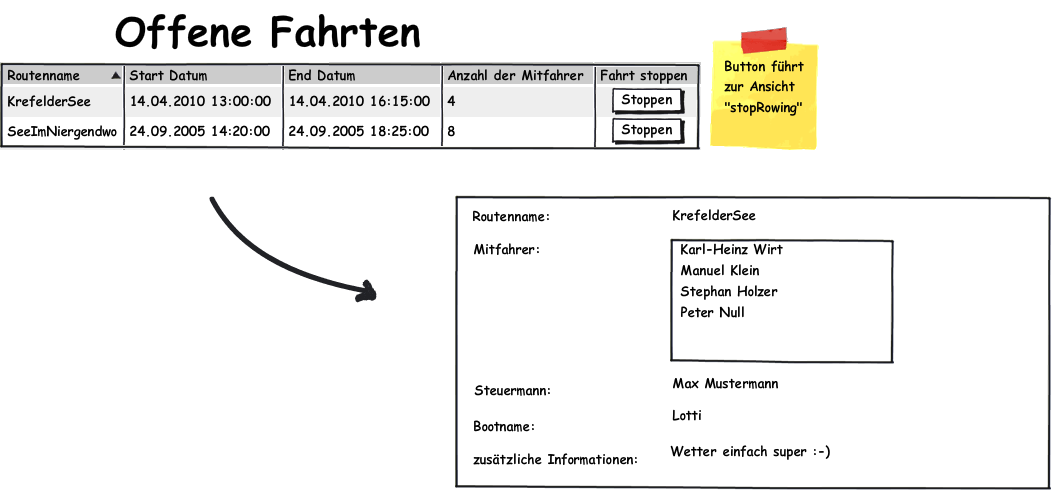 Offene Fahrten
Routenname ▲ Start Datum End Datum Anzahl der Mitfahrer Fahrt stoppen
KrefelderSee 14.04.2010 13:00:00 14.04.2010 16:15:00 4 Stoppen
SeeImNiergendwo 24.09.2005 14:20:00 24.09.2005 18:25:00 8 Stoppen
Button führt
zur Ansicht
"stopRowing"
Routenname: KrefelderSee
Mitfahrer: Karl-Heinz Wirt
Manuel Klein
Stephan Holzer
Peter Null
Steuermann: Max Mustermann
Bootname: Lotti
zusätzliche Informationen: Wetter einfach super :-)